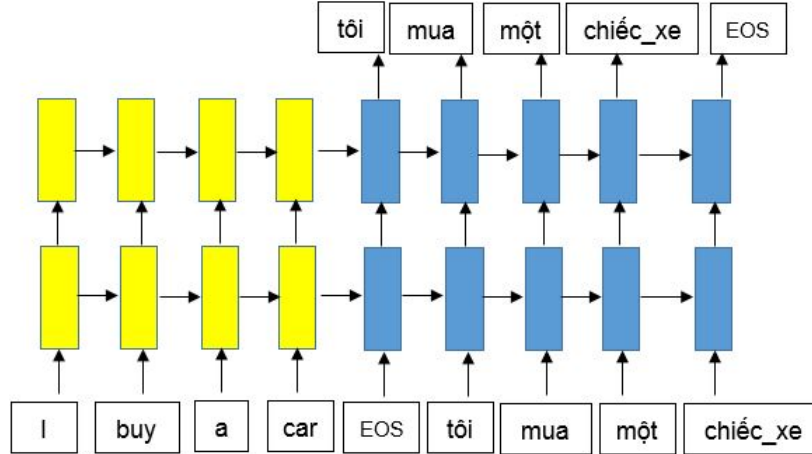 tôi mua một chiếc_xe EOS
I buy a car EOS tôi mua một chiếc_xe